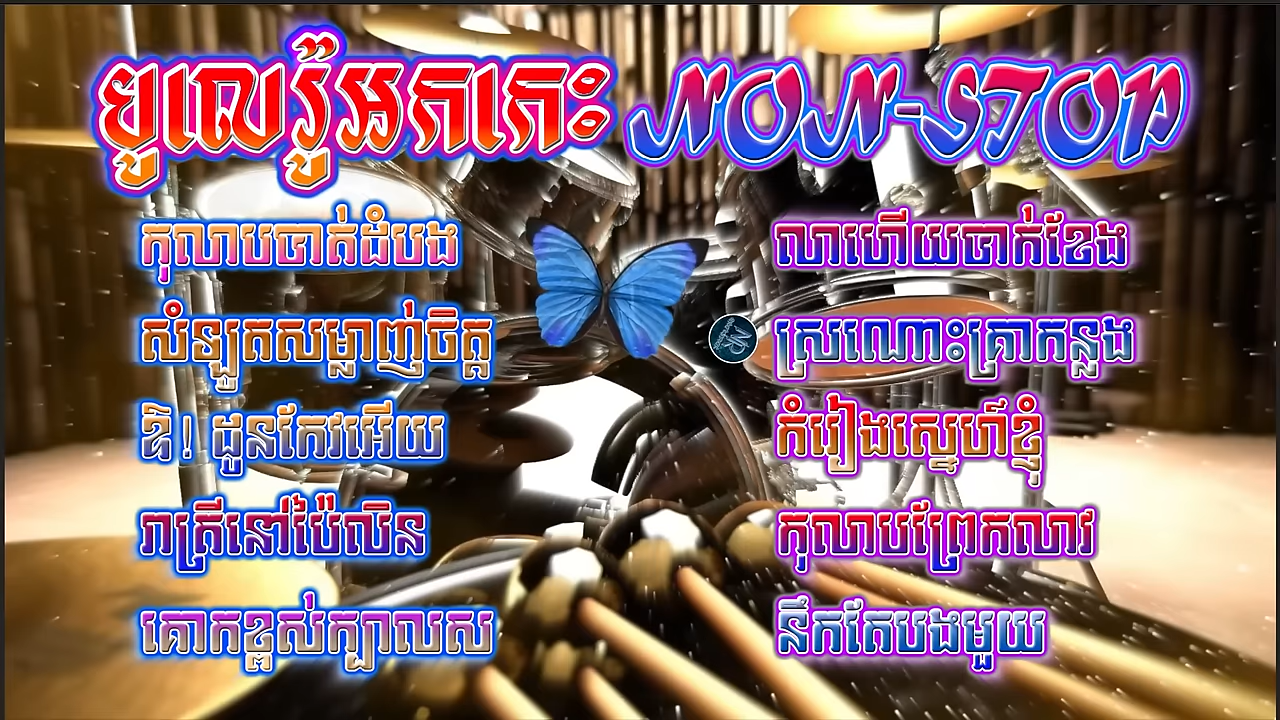 បូលេរ៉ូអកកេះ NON-STOP
កុលាបបាត់ដំបង
សំឡូតសម្លាញ់ចិត្ត
ឱ! ដួនកែវអើយ
រាត្រីនៅប៉ៃលិន
គោកខ្ពស់ក្បាលស
លាហើយចាក់ខែង
ស្រណោះគ្រាកន្លង
កំរៀងស្នេហ៍ខ្ញុំ
កុលាបព្រែកលាវ
នឹកតែបងមួយ